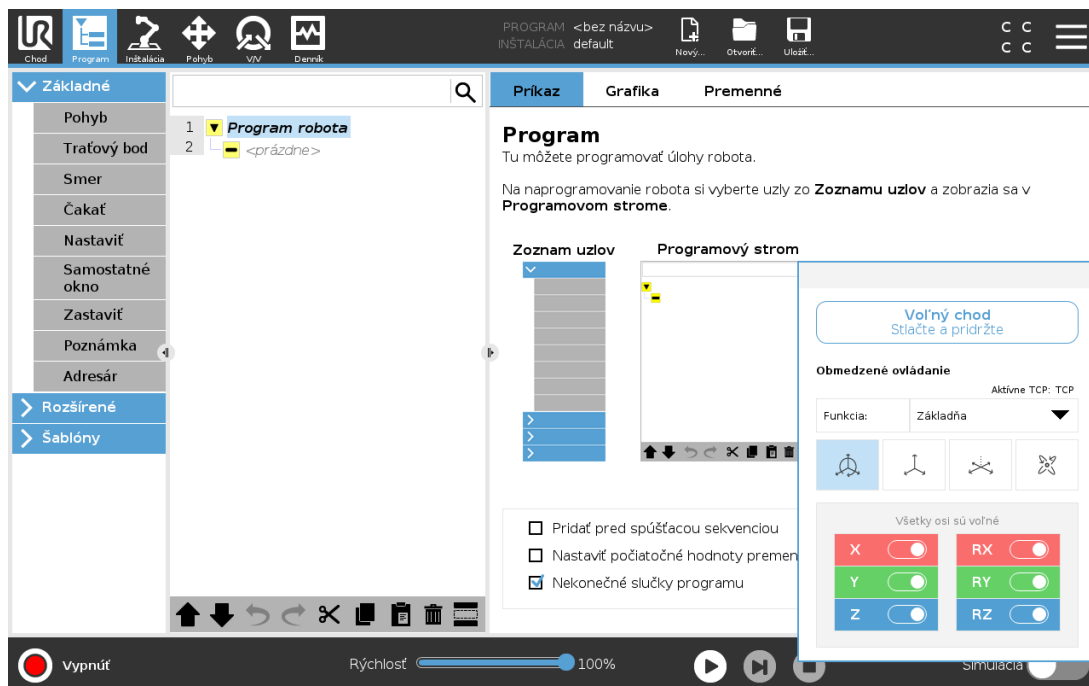 PROGRAM <bez názvu>
INŠTALÁCIA default
C C
C C
Chod
Program
Inštalácia
Pohyb
V/V
Denník
Nový...
Otvoriť...
Uložiť...
Základné
Pohyb
Traťový bod
Smer
Čakať
Nastaviť
Samostatné
okno
Zastaviť
Poznámka
Adresár
Rozšírené
Šablóny
1 Program robota
2 <prázdne>
Príkaz Grafika Premenné
Program
Tu môžete programovať úlohy robota.
Na naprogramovanie robota si vyberte uzly zo Zoznamu uzlov a zobrazia sa v
Programovom strome.
Zoznam uzlov Programový strom
Pridať pred spúšťacou sekvenciou
Nastaviť počiatočné hodnoty premen
Nekonečné slučky programu
Voľný chod
Stlačte a pridržte
Obmedzené ovládanie
Aktívne TCP: TCP
Funkcia: Základňa
Všetky osi sú voľné
X RX
Y RY
Z RZ
Vypnúť
Rýchlosť 100%
Simulácia